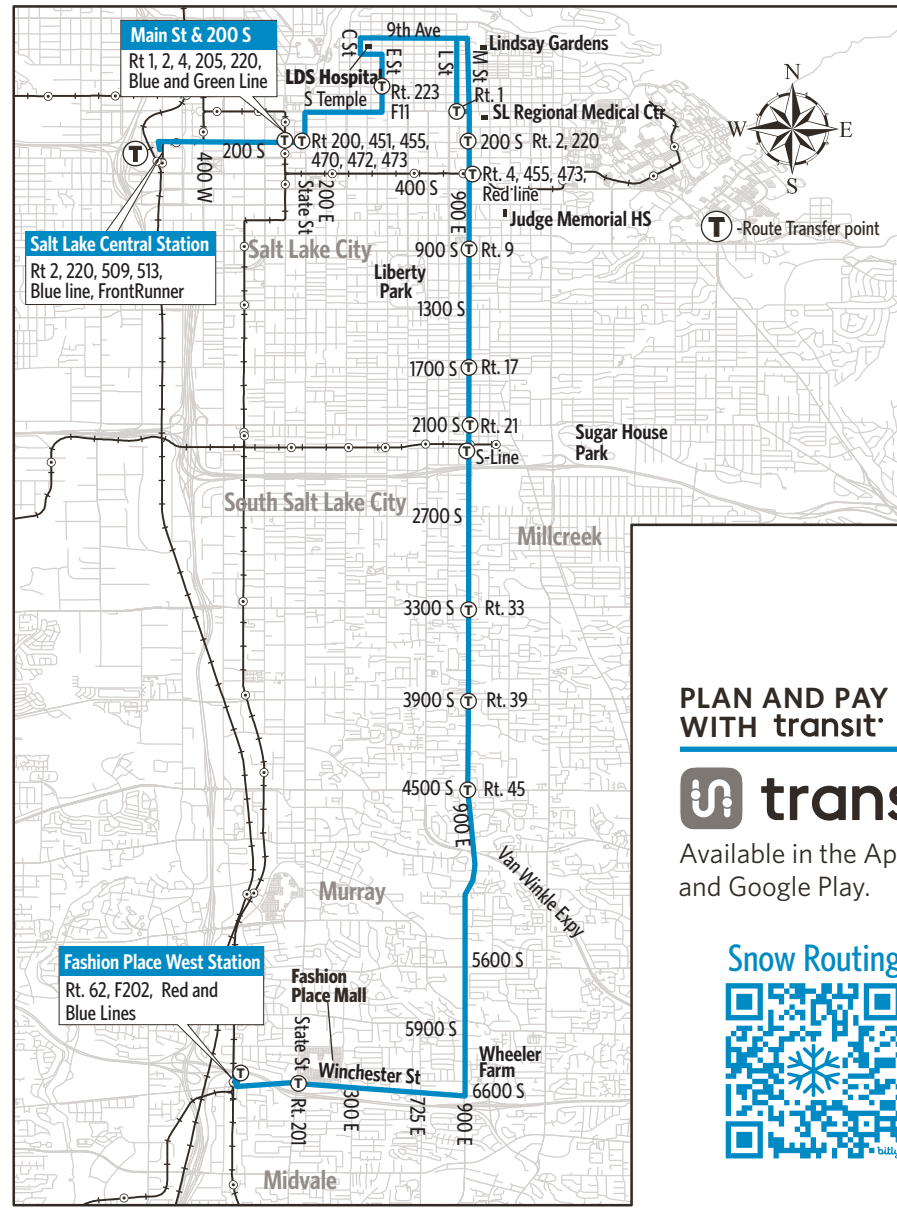 Main St & 200 S
Rt 1, 2, 4, 205, 220,
Blue and Green Line
9th Ave
C St
E St
L St
M St
Lindsay Gardens
LDS Hospital
Rt. 223
F11
S Temple
T
Rt. 1
SL Regional Medical Ctr
N
W
E
S
T
200 S
T
T
Rt 200, 451, 455,
470, 472, 473
T
200 S
Rt. 2, 220
400 W
200 E
State St
400 S
T
Rt. 4, 455, 473,
Red line
900 E
Judge Memorial HS
T
-Route Transfer point
Salt Lake Central Station
Rt 2, 220, 509, 513,
Blue line, FrontRunner
Salt Lake City
900 S
T
Rt. 9
Liberty
Park
1300 S
1700 S
T
Rt. 17
2100 S
T
Rt. 21
T
S-Line
Sugar House
Park
South Salt Lake City
2700 S
Millcreek
3300 S
T
Rt. 33
3900 S
T
Rt. 39
4500 S
T
Rt. 45
900 E
Van Winkle Expy
Murray
5600 S
Fashion Place West Station
Rt. 62, F202, Red and
Blue Lines
Fashion
Place Mall
5900 S
State St
Winchester St
Wheeler
Farm
6600 S
T
T
Rt. 201
300 E
725 E
900 E
Midvale
PLAN AND PAY
WITH transit
trans
Available in the Ap
and Google Play.
Snow Routing
bitly